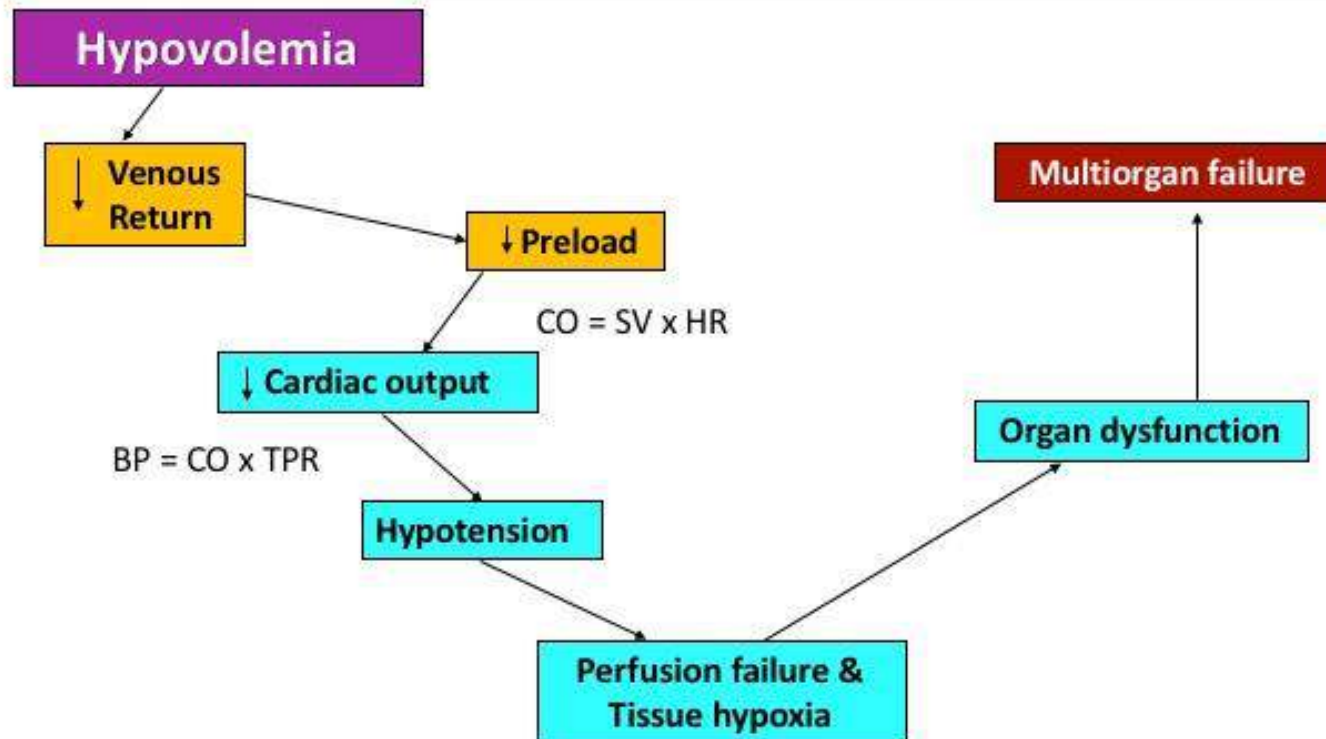 Hypovolemia
↓ Venous
Return
↓ Preload
CO = SV x HR
↓ Cardiac output
BP = CO x TPR
Hypotension
Perfusion failure &
Tissue hypoxia
Organ dysfunction
Multiorgan failure